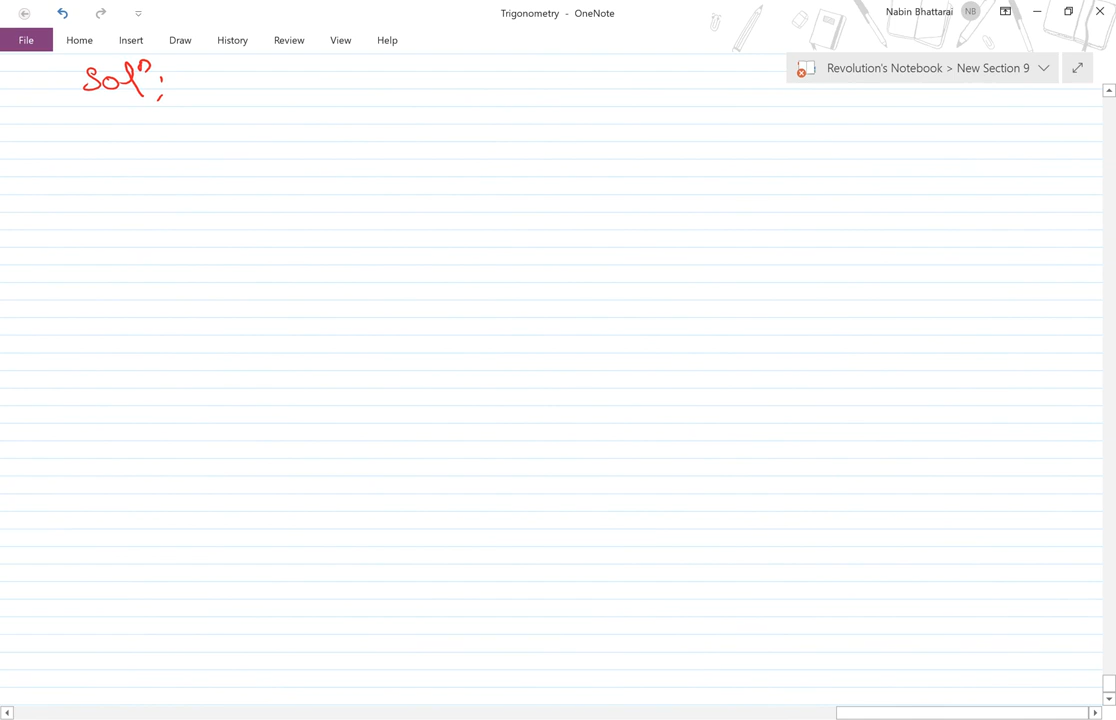 Trigonometry - OneNote
Nabin Bhattarai NB
File Home Insert Draw History Review View Help
Revolution's Notebook > New Section 9
Solⁿ;